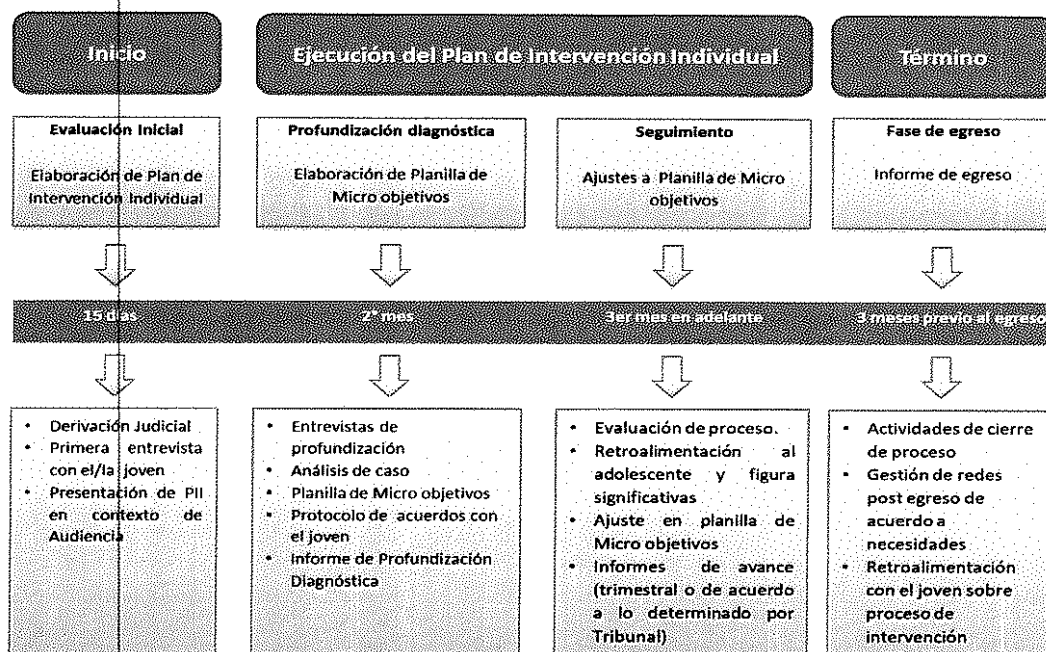 Inicio
Ejecución del Plan de Intervención Individual
Término
Evaluación Inicial
Elaboración de Plan de
Intervención Individual
Profundización diagnóstica
Elaboración de Planilla de
Micro objetivos
Seguimiento
Ajustes a Planilla de Micro
objetivos
Fase de egreso
Informe de egreso
15 días
2° mes
3er mes en adelante
3 meses previo al egreso
• Derivación Judicial
• Primera entrevista
con el/la joven
• Presentación de PII
en contexto de
Audiencia
• Entrevistas de
profundización
• Análisis de caso
• Planilla de Micro objetivos
• Protocolo de acuerdos con
el joven
• Informe de Profundización
Diagnóstica
• Evaluación de proceso.
• Retroalimentación al
adolescente y figura
significativas
• Ajuste en planilla de
Micro objetivos
• Informes de avance
(trimestral o de acuerdo
a lo determinado por
Tribunal)
• Actividades de cierre
de proceso
• Gestión de redes
post egreso de
acuerdo a
necesidades
• Retroalimentación
con el joven sobre
proceso de
intervención